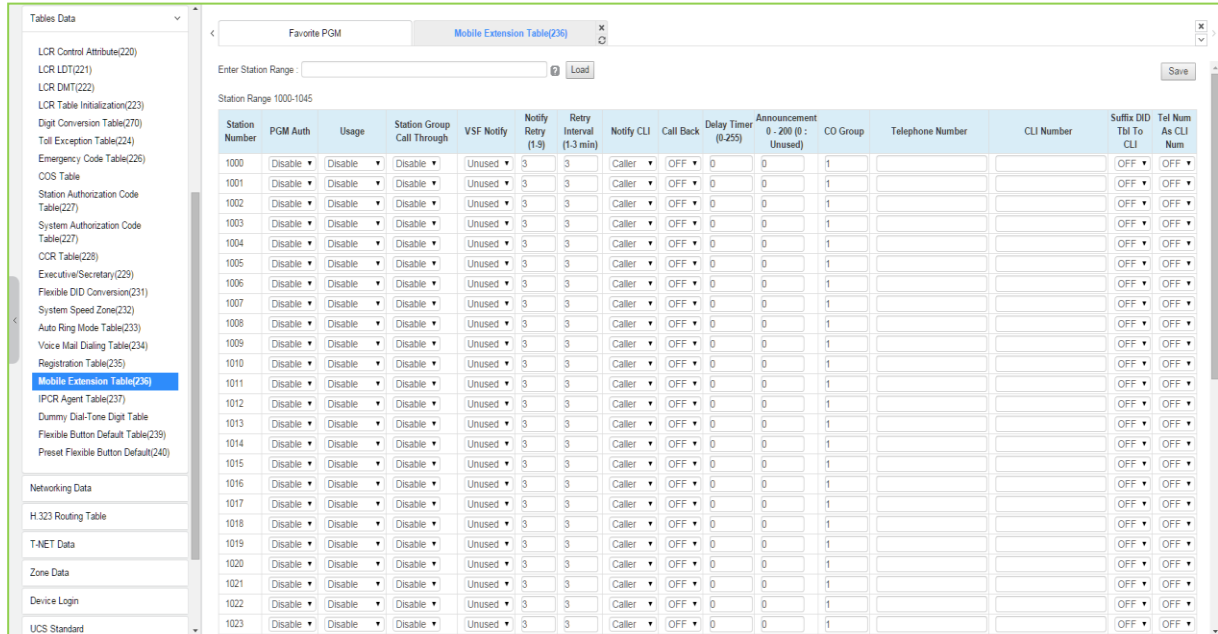 Tables Data
LCR Control Attribute(220)
LCR LDT(221)
LCR DMT(222)
LCR Table Initialization(223)
Digit Conversion Table(270)
Toll Exception Table(224)
Emergency Code Table(226)
COS Table
Station Authorization Code
Table(227)
System Authorization Code
Table(227)
CCR Table(228)
Executive/Secretary(229)
Flexible DID Conversion(231)
System Speed Zone(232)
Auto Ring Mode Table(233)
Voice Mail Dialing Table(234)
Registration Table(235)
Mobile Extension Table(236)
IPCR Agent Table(237)
Dummy Dial-Tone Digit Table
Flexible Button Default Table(239)
Preset Flexible Button Default(240)
Networking Data
H.323 Routing Table
T-NET Data
Zone Data
Device Login
UCS Standard
Favorite PGM
Mobile Extension Table(236)
Enter Station Range :
Load
Save
Station Range 1000-1045
Station Number PGM Auth Usage Station Group Call Through VSF Notify Notify Retry (1-9) Retry Interval (1-3 min) Notify CLI Call Back Delay Timer (0-255) Announcement 0 - 200 (0 : Unused) CO Group Telephone Number CLI Number Suffix DID Tbl To CLI Tel Num As CLI Num
1000 Disable Disable Disable Unused 3 3 Caller OFF 0 0 1 OFF OFF
1001 Disable Disable Disable Unused 3 3 Caller OFF 0 0 1 OFF OFF
1002 Disable Disable Disable Unused 3 3 Caller OFF 0 0 1 OFF OFF
1003 Disable Disable Disable Unused 3 3 Caller OFF 0 0 1 OFF OFF
1004 Disable Disable Disable Unused 3 3 Caller OFF 0 0 1 OFF OFF
1005 Disable Disable Disable Unused 3 3 Caller OFF 0 0 1 OFF OFF
1006 Disable Disable Disable Unused 3 3 Caller OFF 0 0 1 OFF OFF
1007 Disable Disable Disable Unused 3 3 Caller OFF 0 0 1 OFF OFF
1008 Disable Disable Disable Unused 3 3 Caller OFF 0 0 1 OFF OFF
1009 Disable Disable Disable Unused 3 3 Caller OFF 0 0 1 OFF OFF
1010 Disable Disable Disable Unused 3 3 Caller OFF 0 0 1 OFF OFF
1011 Disable Disable Disable Unused 3 3 Caller OFF 0 0 1 OFF OFF
1012 Disable Disable Disable Unused 3 3 Caller OFF 0 0 1 OFF OFF
1013 Disable Disable Disable Unused 3 3 Caller OFF 0 0 1 OFF OFF
1014 Disable Disable Disable Unused 3 3 Caller OFF 0 0 1 OFF OFF
1015 Disable Disable Disable Unused 3 3 Caller OFF 0 0 1 OFF OFF
1016 Disable Disable Disable Unused 3 3 Caller OFF 0 0 1 OFF OFF
1017 Disable Disable Disable Unused 3 3 Caller OFF 0 0 1 OFF OFF
1018 Disable Disable Disable Unused 3 3 Caller OFF 0 0 1 OFF OFF
1019 Disable Disable Disable Unused 3 3 Caller OFF 0 0 1 OFF OFF
1020 Disable Disable Disable Unused 3 3 Caller OFF 0 0 1 OFF OFF
1021 Disable Disable Disable Unused 3 3 Caller OFF 0 0 1 OFF OFF
1022 Disable Disable Disable Unused 3 3 Caller OFF 0 0 1 OFF OFF
1023 Disable Disable Disable Unused 3 3 Caller OFF 0 0 1 OFF OFF